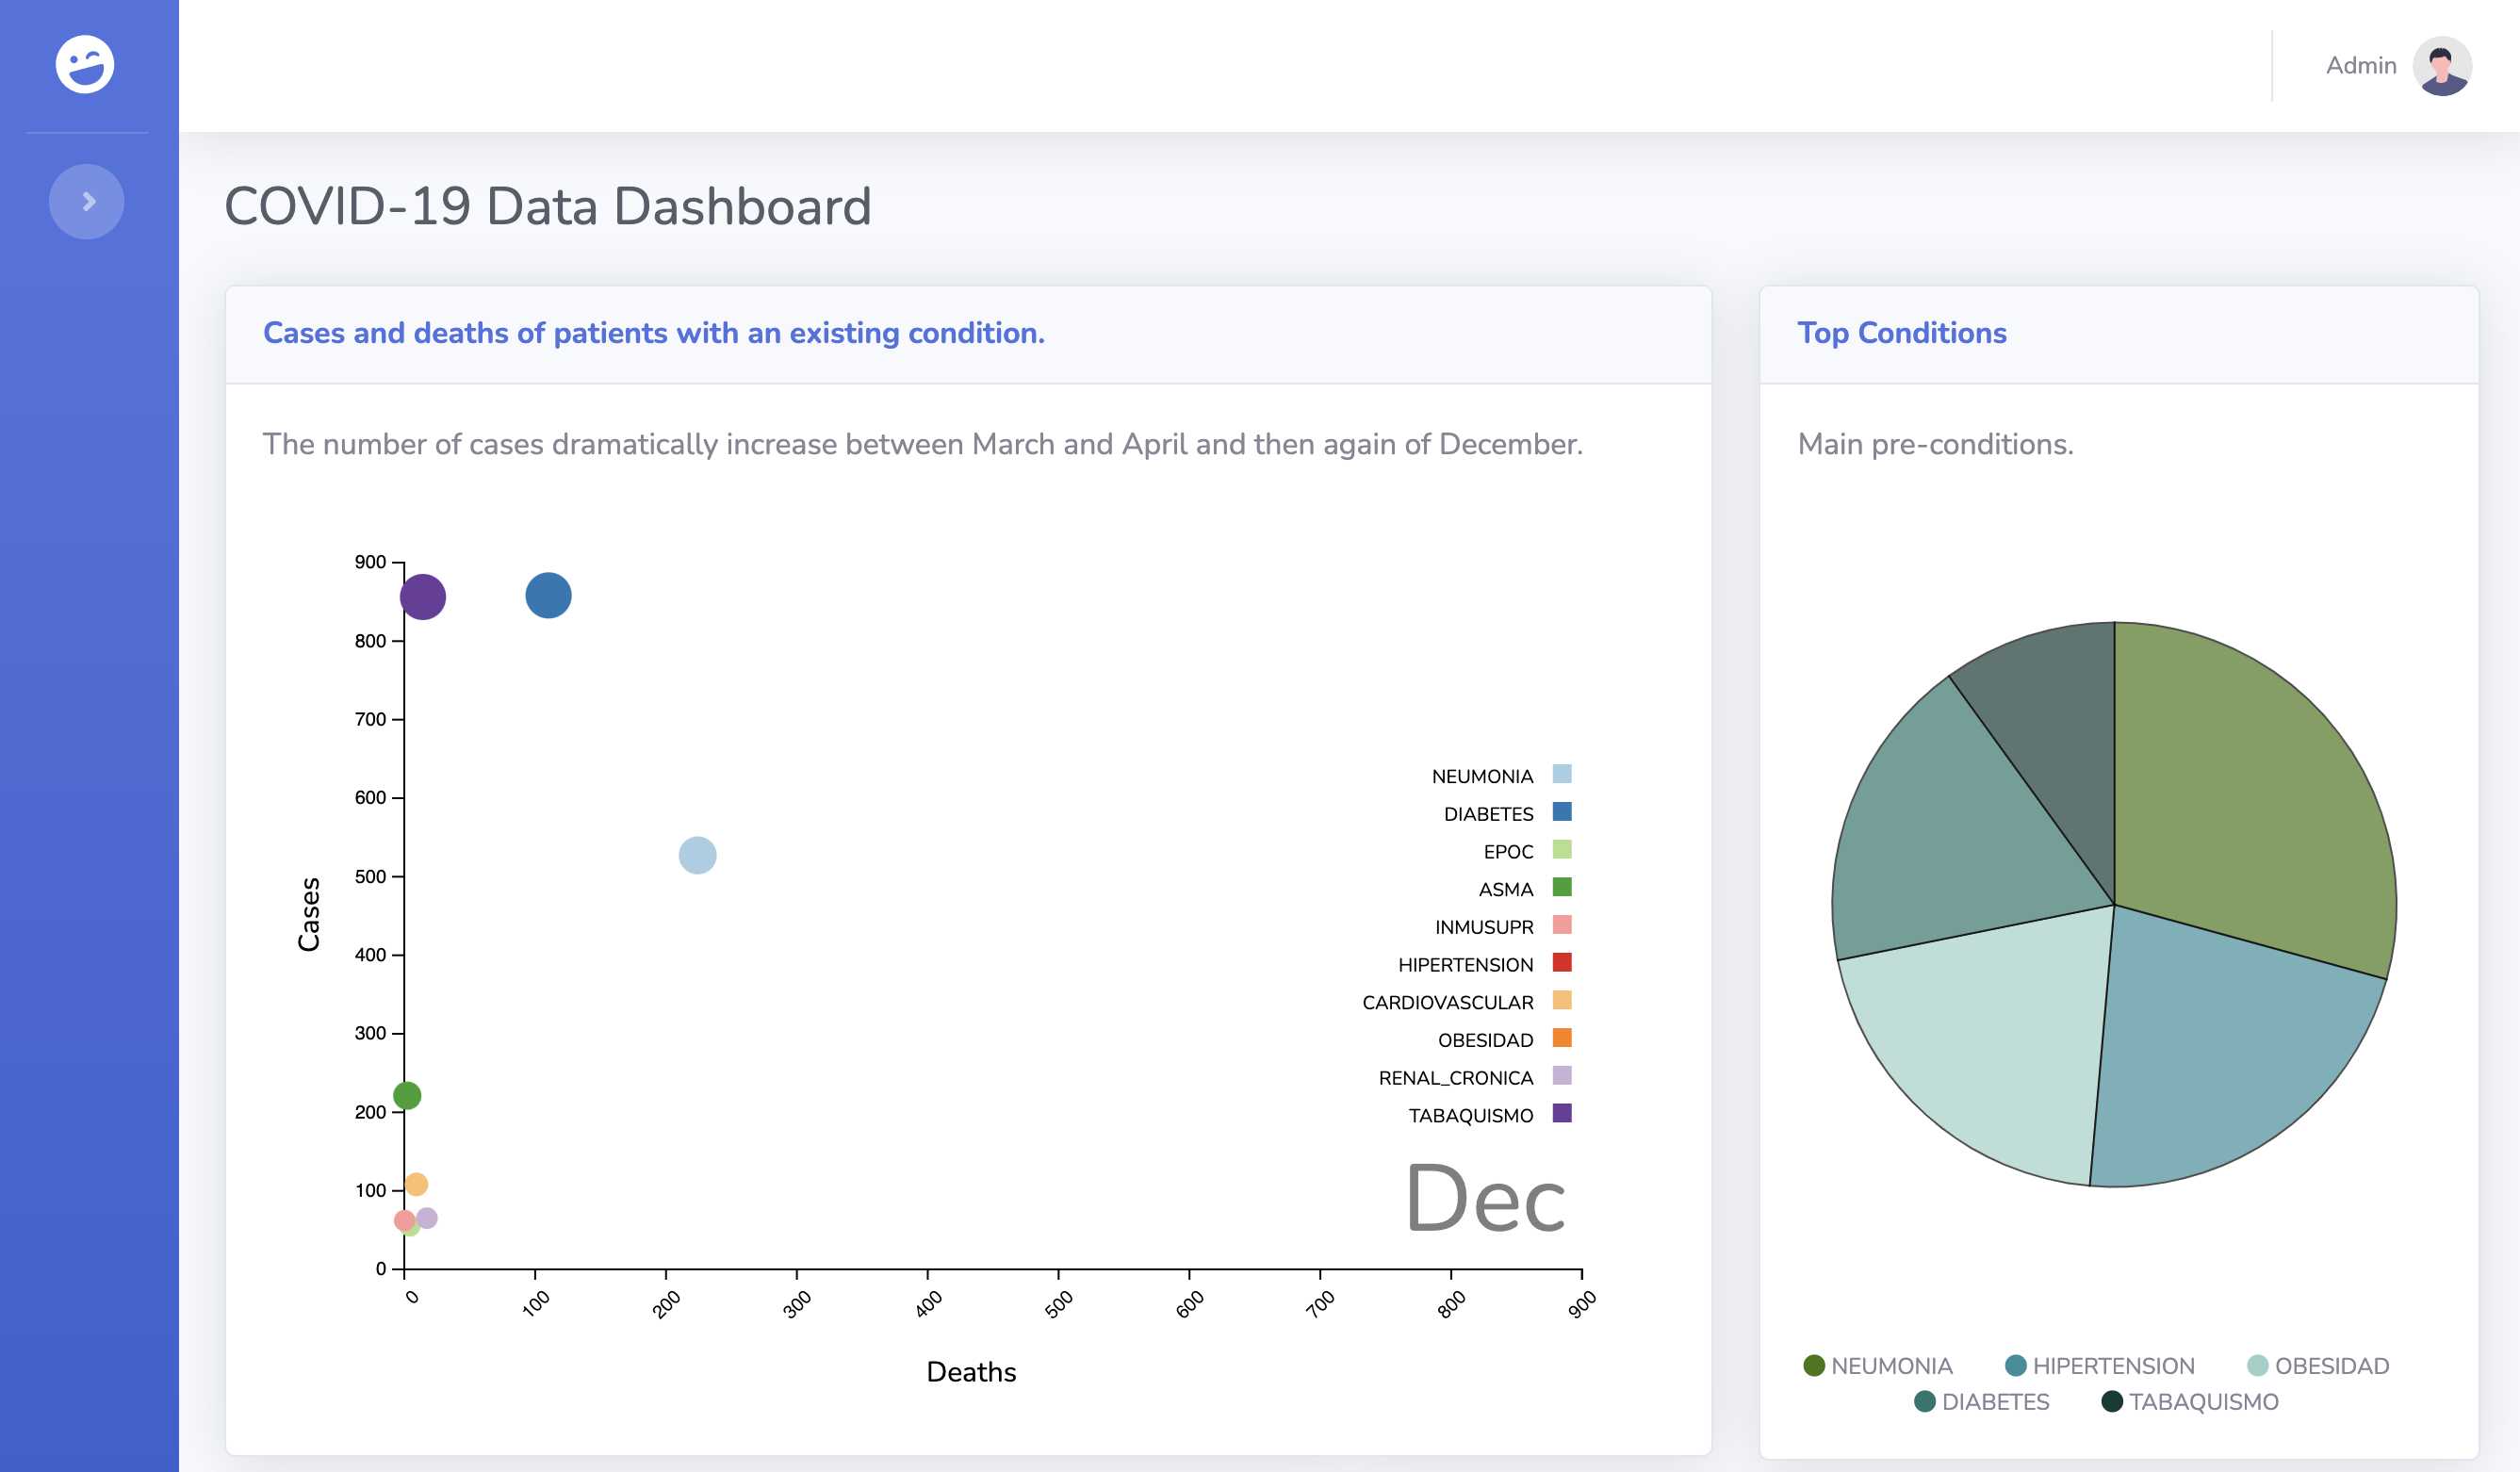 Admin
COVID-19 Data Dashboard
Cases and deaths of patients with an existing condition.
The number of cases dramatically increase between March and April and then again of December.
900
800
700
600
500
400
300
200
100
0
Cases
0 100 200 300 400 500 600 700 800 900
Deaths
NEUMONIA
DIABETES
EPOC
ASMA
INMUSUPR
HIPERTENSION
CARDIOVASCULAR
OBESIDAD
RENAL_CRONICA
TABAQUISMO
Dec
Top Conditions
Main pre-conditions.
NEUMONIA HIPERTENSION OBESIDAD
DIABETES TABAQUISMO